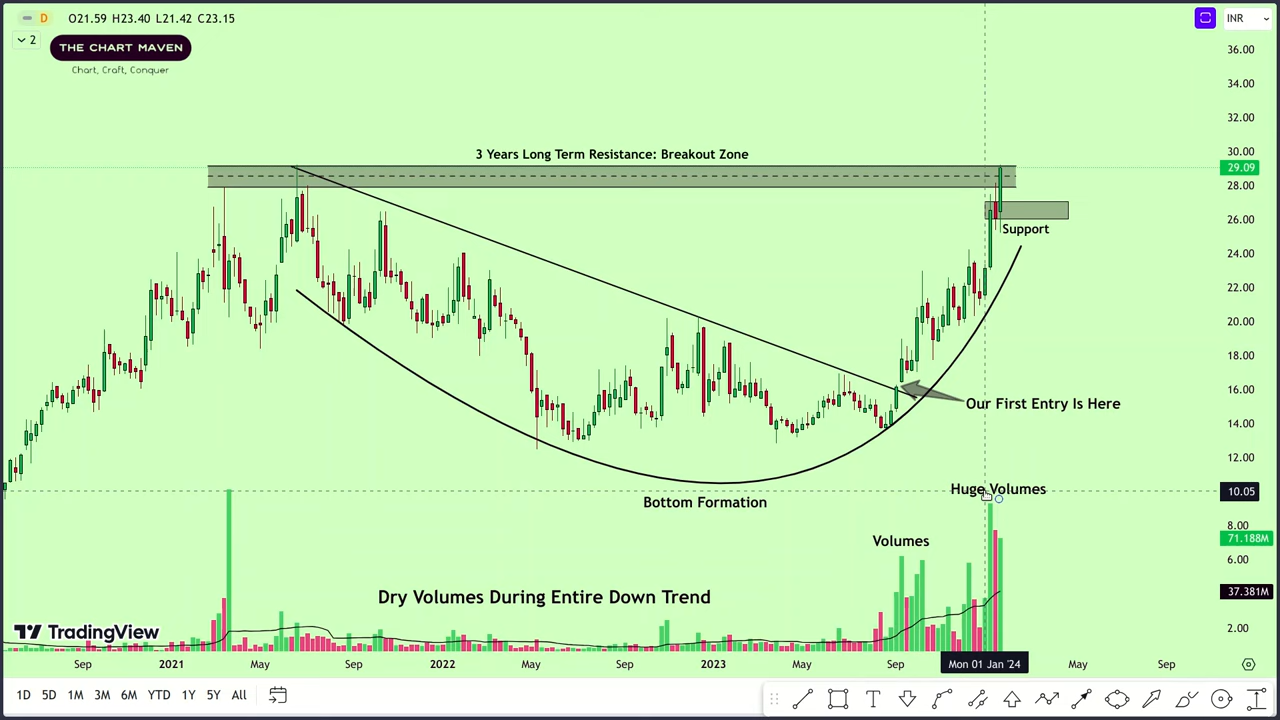 D O21.59 H23.40 L21.42 C23.15
INR
2
THE CHART MAVEN
Chart, Craft, Conquer
36.00
34.00
32.00
3 Years Long Term Resistance: Breakout Zone
30.00
29.09
28.00
26.00
Support
24.00
22.00
20.00
18.00
16.00
Our First Entry Is Here
14.00
12.00
Huge Volumes
10.05
Bottom Formation
8.00
Volumes
71.188M
6.00
Dry Volumes During Entire Down Trend
37.381M
TradingView
2.00
Sep 2021 May Sep 2022 May Sep 2023 May Sep Mon 01 Jan '24 May Sep
1D 5D 1M 3M 6M YTD 1Y 5Y All